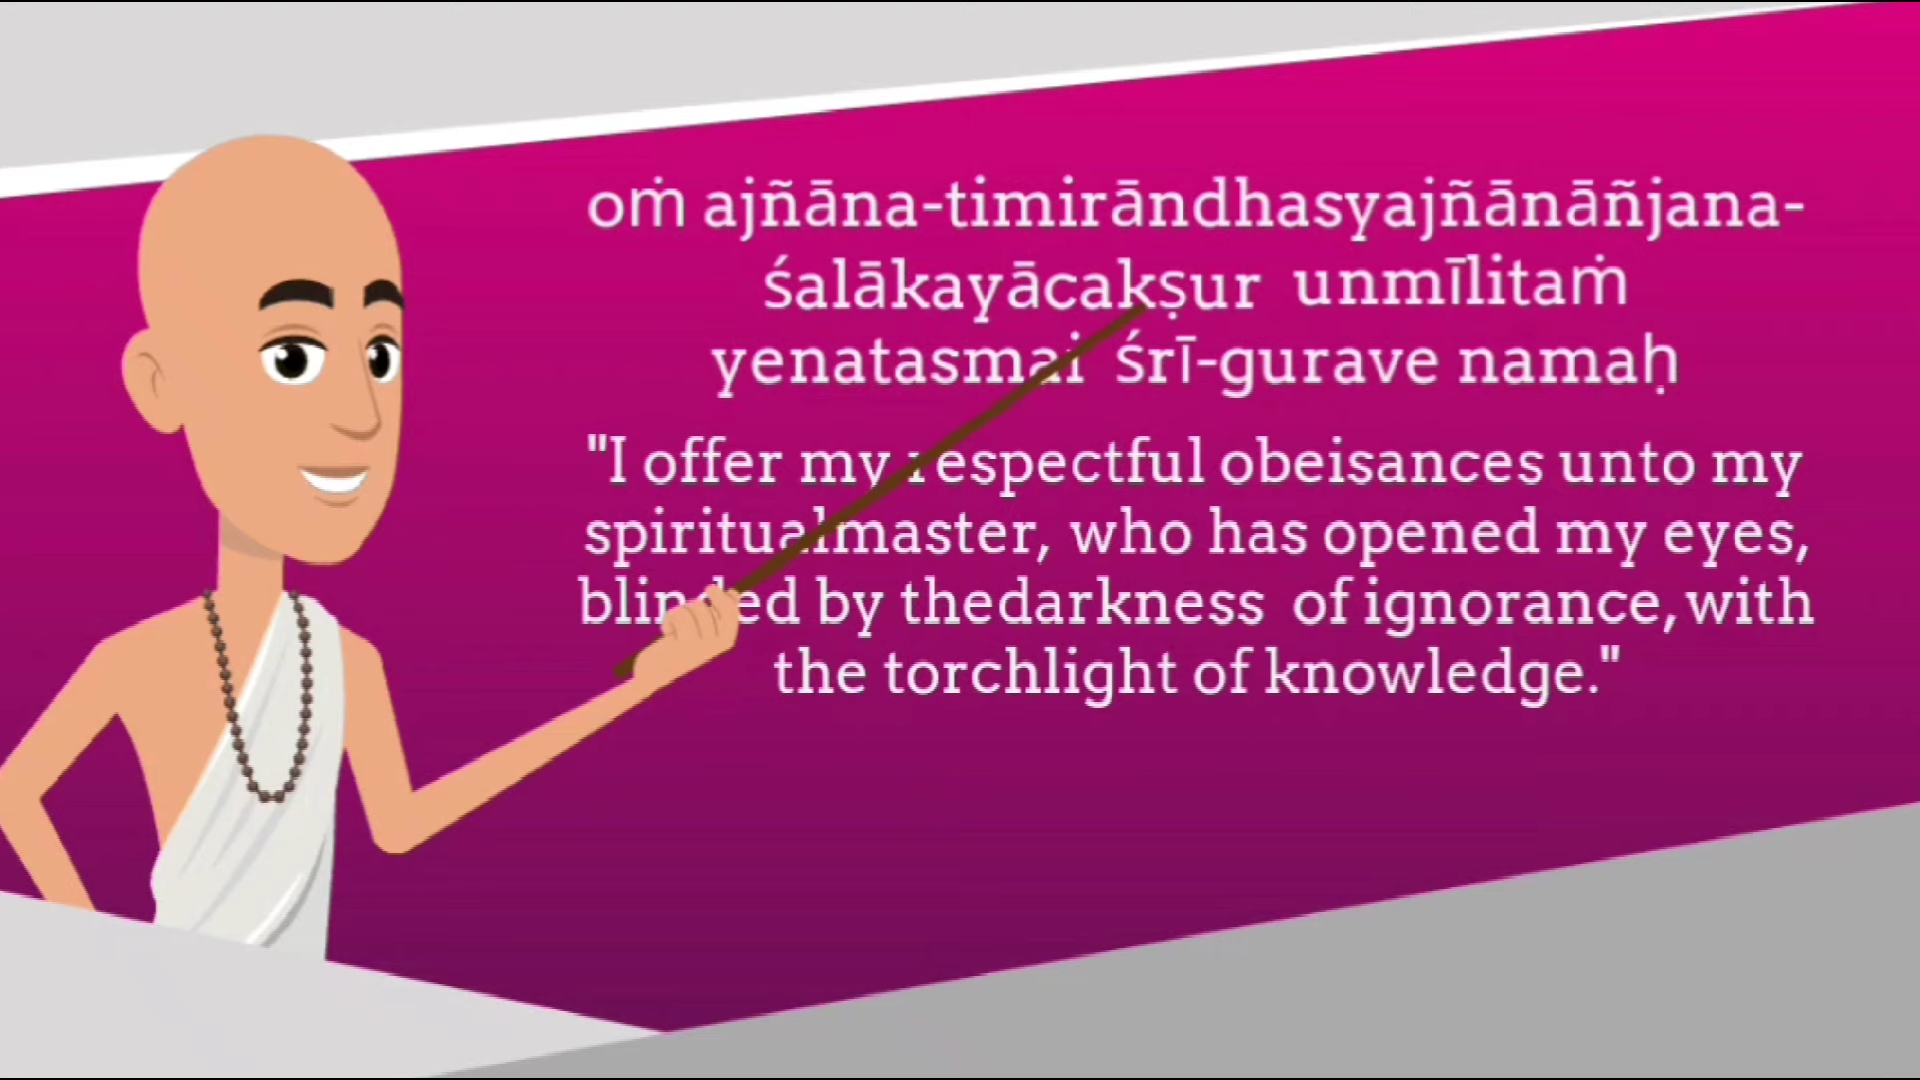 oṁ ajñāna-timirāndhasyajñānāñjana-
śalākayācakṣur unmīlitaṁ
yenatasmai śrī-gurave namaḥ
"I offer my respectful obeisances unto my
spiritualmaster, who has opened my eyes,
blinded by thedarkness of ignorance, with
the torchlight of knowledge."